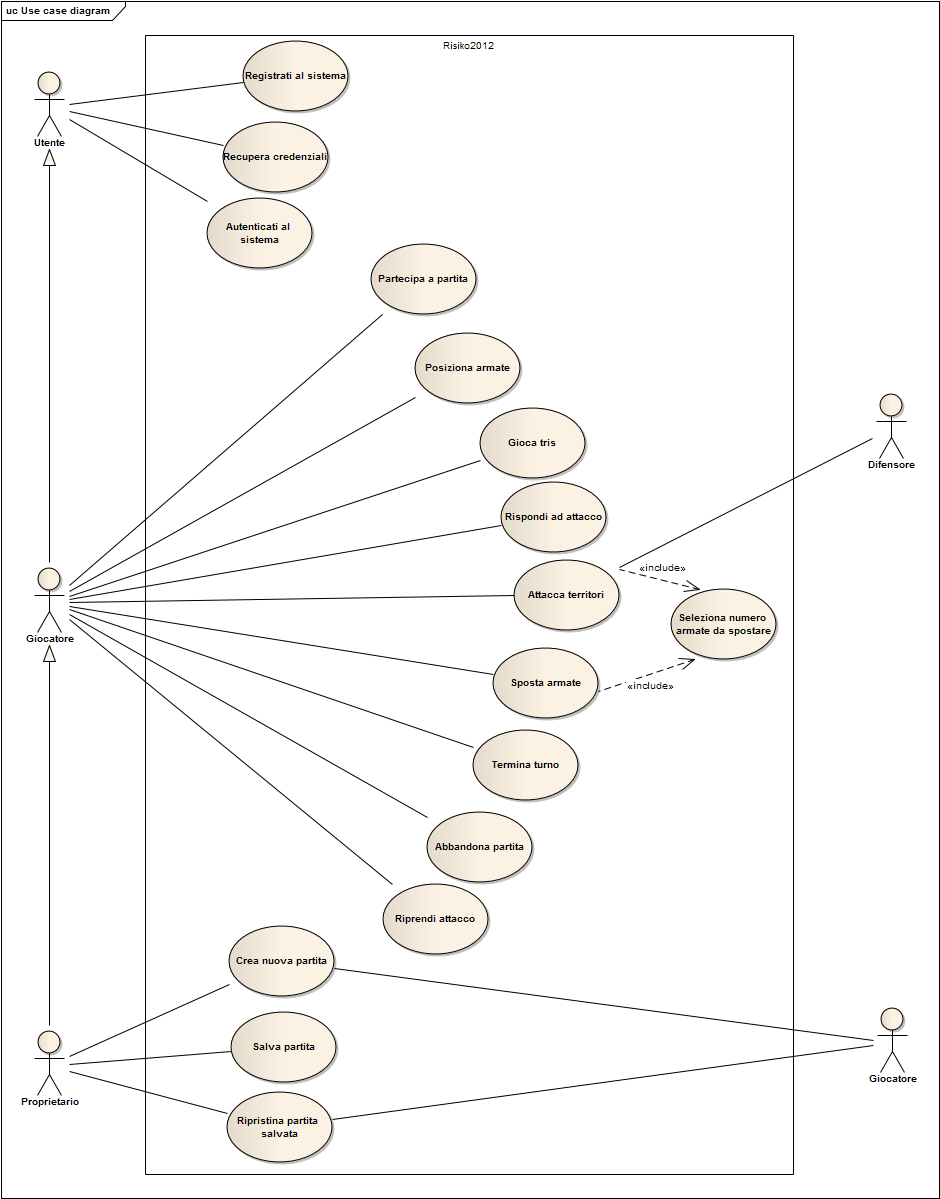 uc Use case diagram
Risiko2012
Registrati al sistema
Utente
Recupera credenziali
Autenticati al
sistema
Partecipa a partita
Posiziona armate
Gioca tris
Difensore
Rispondi ad attacco
«include»
Attacca territori
Seleziona numero
armate da spostare
Giocatore
Sposta armate
«include»
Termina turno
Abbandona partita
Riprendi attacco
Crea nuova partita
Salva partita
Giocatore
Proprietario
Ripristina partita
salvata